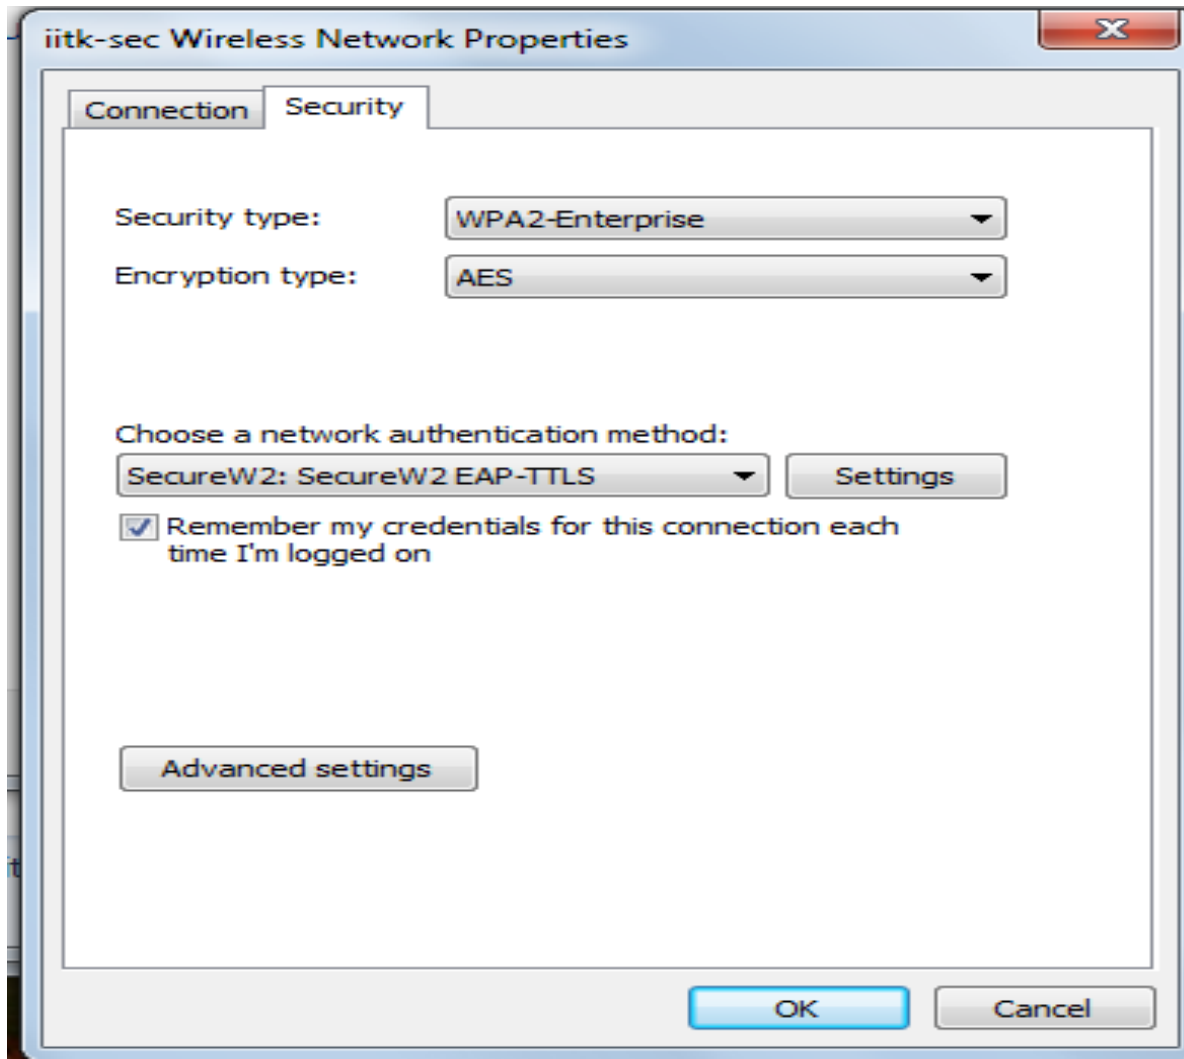 iitk-sec Wireless Network Properties
Connection Security
Security type: WPA2-Enterprise
Encryption type: AES
Choose a network authentication method:
SecureW2: SecureW2 EAP-TTLS Settings
Remember my credentials for this connection each
time I'm logged on
Advanced settings
OK Cancel